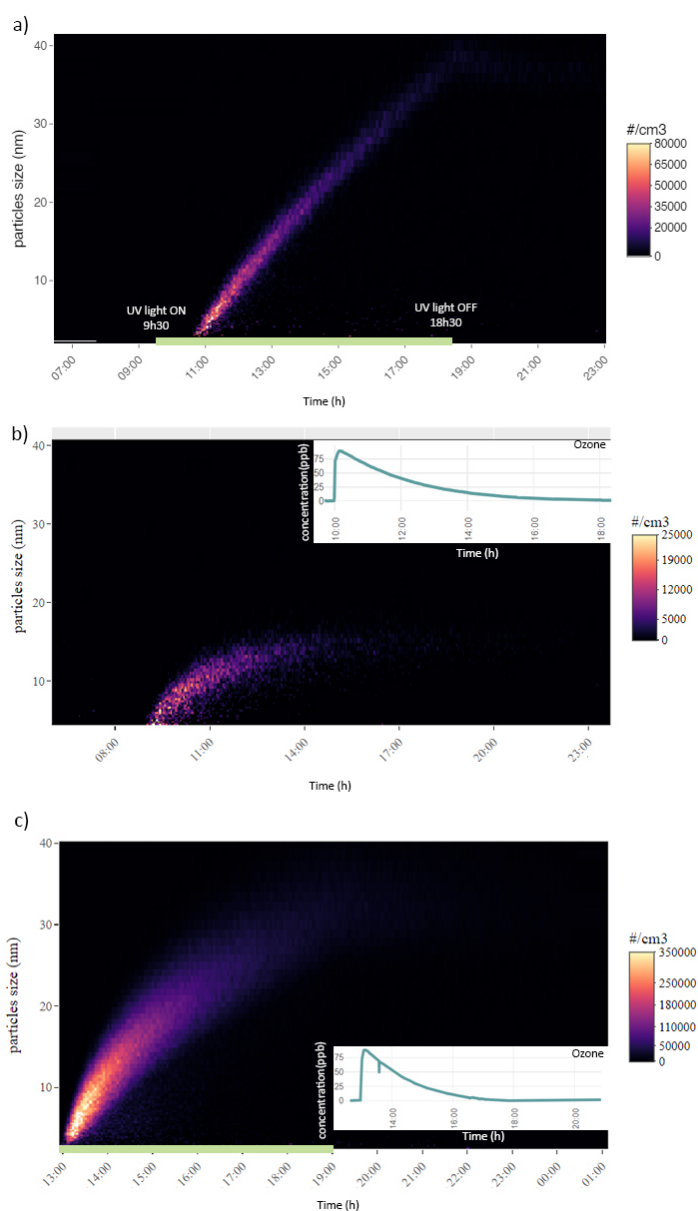 a)
40
30
20
10
particles size (nm)
UV light ON
9h30
UV light OFF
18h30
07:00 09:00 11:00 13:00 15:00 17:00 19:00 21:00 23:00
Time (h)
#/cm3
80000
65000
50000
35000
20000
0
b)
40
30
20
10
particles size (nm)
Ozone
concentration(ppb)
75
50
25
0
10:00 12:00 14:00 16:00 18:00
Time (h)
08:00 11:00 14:00 17:00 20:00 23:00
Time (h)
#/cm3
25000
19000
12000
5000
0
c)
40
30
20
10
particles size (nm)
Ozone
concentration(ppb)
75
50
25
0
14:00 16:00 18:00 20:00
Time (h)
13:00 14:00 15:00 16:00 17:00 18:00 19:00 20:00 21:00 22:00 23:00 00:00 01:00
Time (h)
#/cm3
350000
250000
150000
50000
0